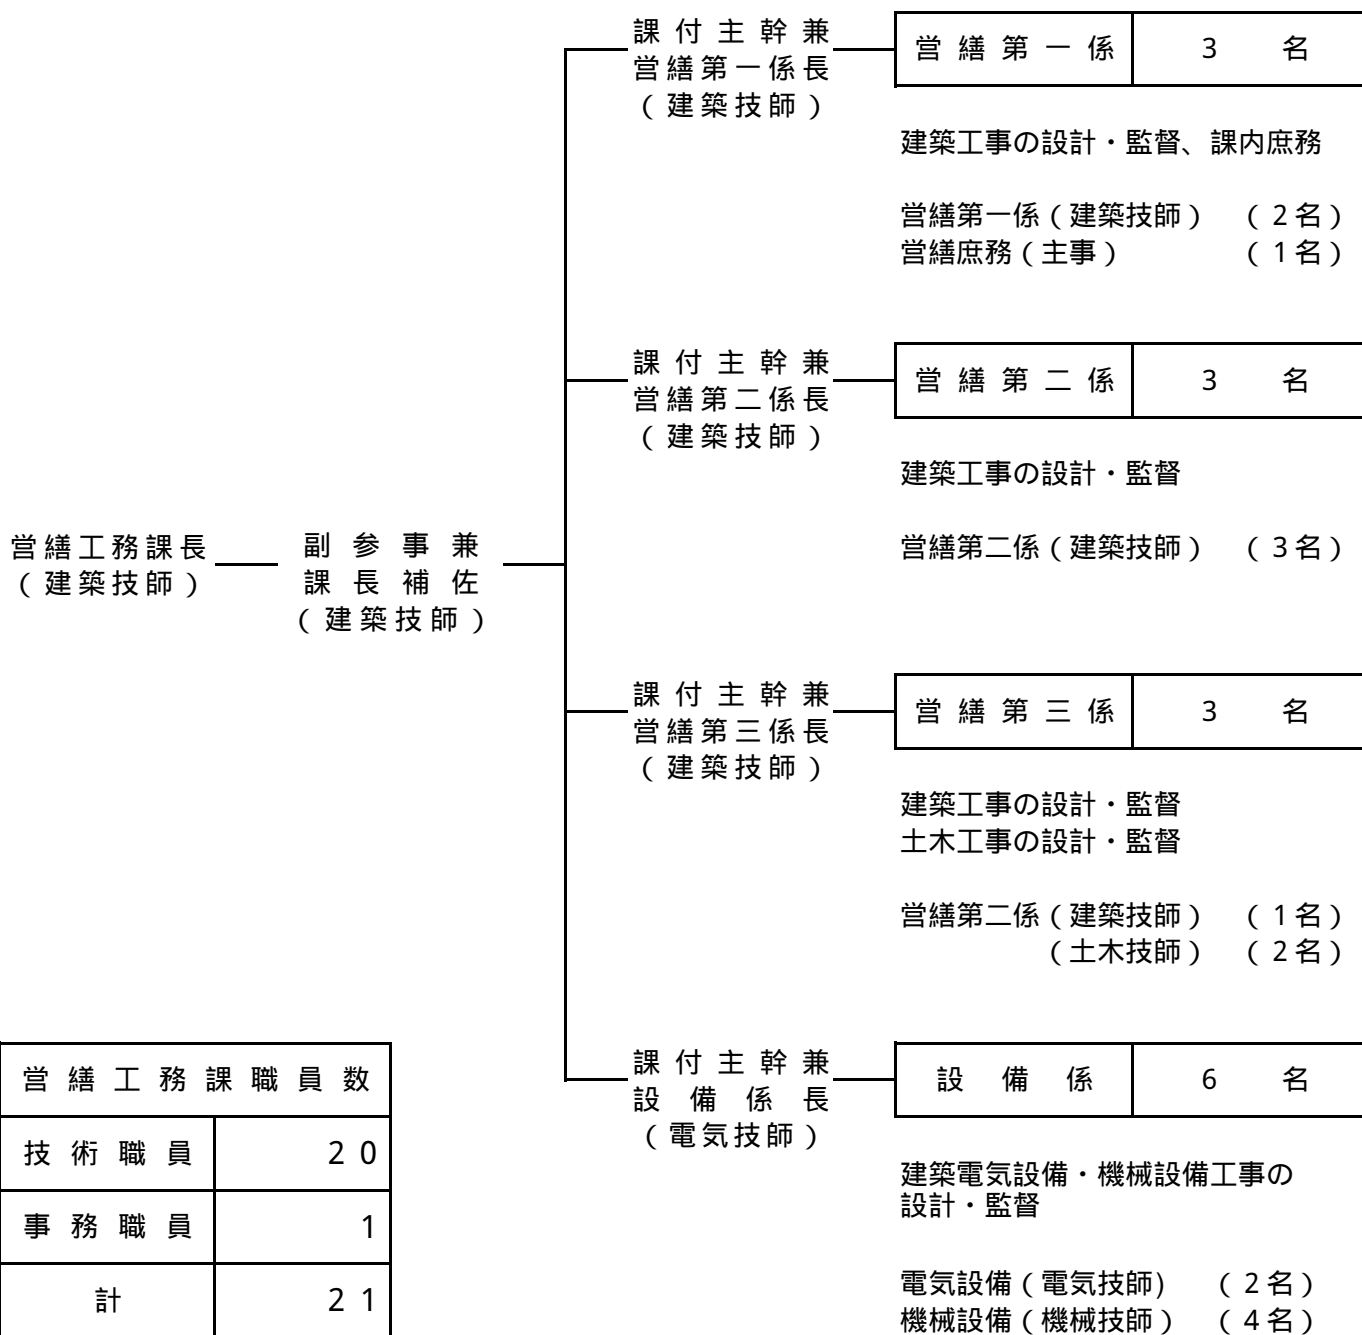 課付主幹兼
営繕第一係長
(建築技師)
営繕第一係 3名
建築工事の設計・監督、課内庶務
営繕第一係(建築技師) (2名)
営繕庶務(主事) (1名)
課付主幹兼
営繕第二係長
(建築技師)
営繕第二係 3名
建築工事の設計・監督
営繕第二係(建築技師) (3名)
営繕工務課長
(建築技師)
副参事兼
課長補佐
(建築技師)
課付主幹兼
営繕第三係長
(建築技師)
営繕第三係 3名
建築工事の設計・監督
土木工事の設計・監督
営繕第二係(建築技師) (1名)
(土木技師) (2名)
課付主幹兼
設備係長
(電気技師)
設備係 6名
建築電気設備・機械設備工事の
設計・監督
電気設備(電気技師) (2名)
機械設備(機械技師) (4名)
営繕工務課職員数
技術職員 20
事務職員 1
計 21